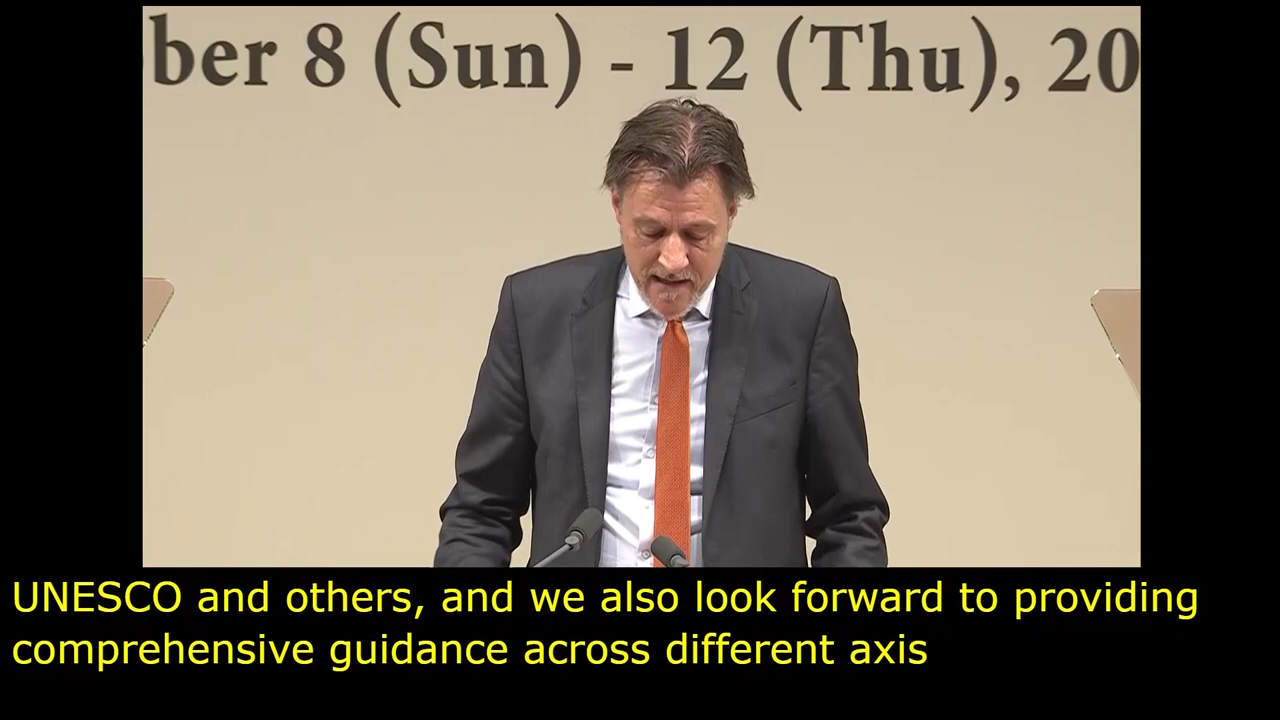 ber 8 (Sun) - 12 (Thu), 20
UNESCO and others, and we also look forward to providing
comprehensive guidance across different axis